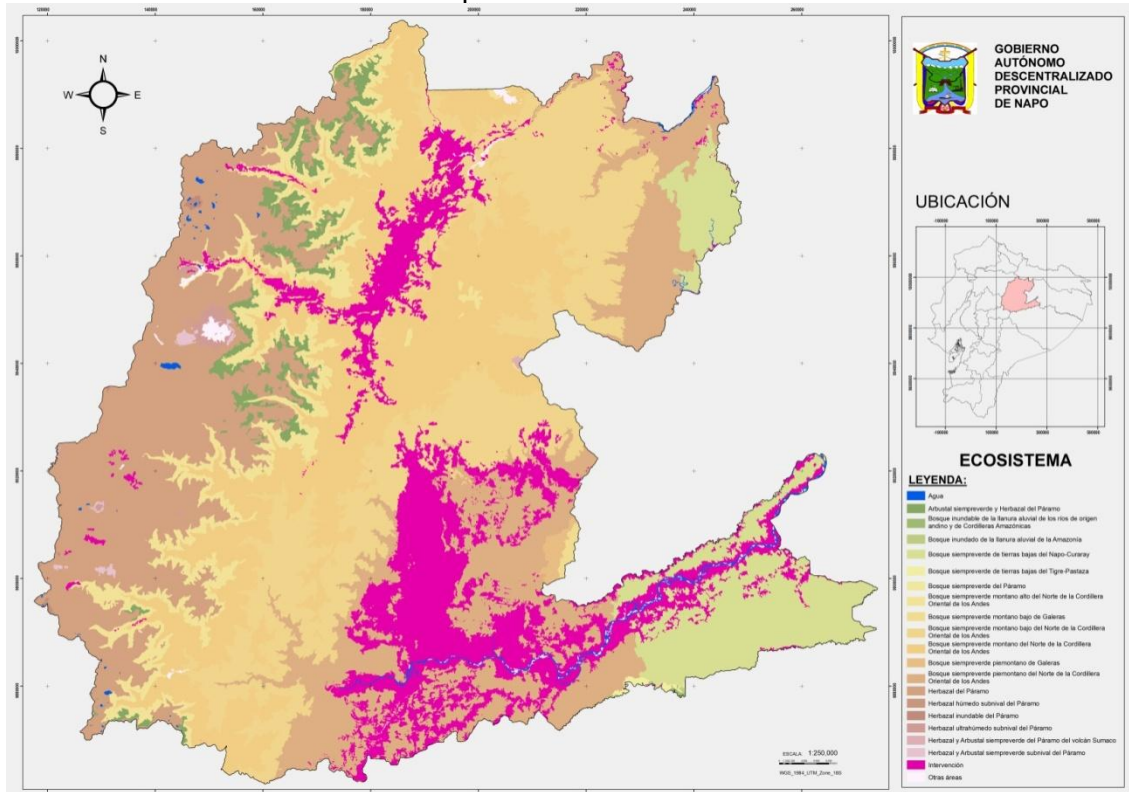 N
W
E
S
GOBIERNO
AUTÓNOMO
DESCENTRALIZADO
PROVINCIAL
DE NAPO
UBICACIÓN
ECOSISTEMA
LEYENDA:
Agua
Arbustal siempreverde y Herbazal del Páramo
Bosque inundable de la llanura aluvial de los ríos de origen
andino y de Cordilleras Amazónicas
Bosque inundado de la llanura aluvial de la Amazonía
Bosque siempreverde de tierras bajas del Napo-Curaray
Bosque siempreverde de tierras bajas del Tigre-Pastaza
Bosque siempreverde del Páramo
Bosque siempreverde montano alto del Norte de la Cordillera
Oriental de los Andes
Bosque siempreverde montano bajo de Galeras
Bosque siempreverde montano bajo del Norte de la Cordillera
Oriental de los Andes
Bosque siempreverde montano del Norte de la Cordillera
Oriental de los Andes
Bosque siempreverde piemontano de Galeras
Bosque siempreverde piemontano del Norte de la Cordillera
Oriental de los Andes
Herbazal del Páramo
Herbazal húmedo subnival del Páramo
Herbazal inundable del Páramo
Herbazal ultrahúmedo subnival del Páramo
Herbazal y Arbustal siempreverde del Páramo del volcán Sumaco
Herbazal y Arbustal siempreverde subnival del Páramo
Intervención
Otras áreas
ESCALA: 1:250,000
WGS_1984_UTM_Zone_18S